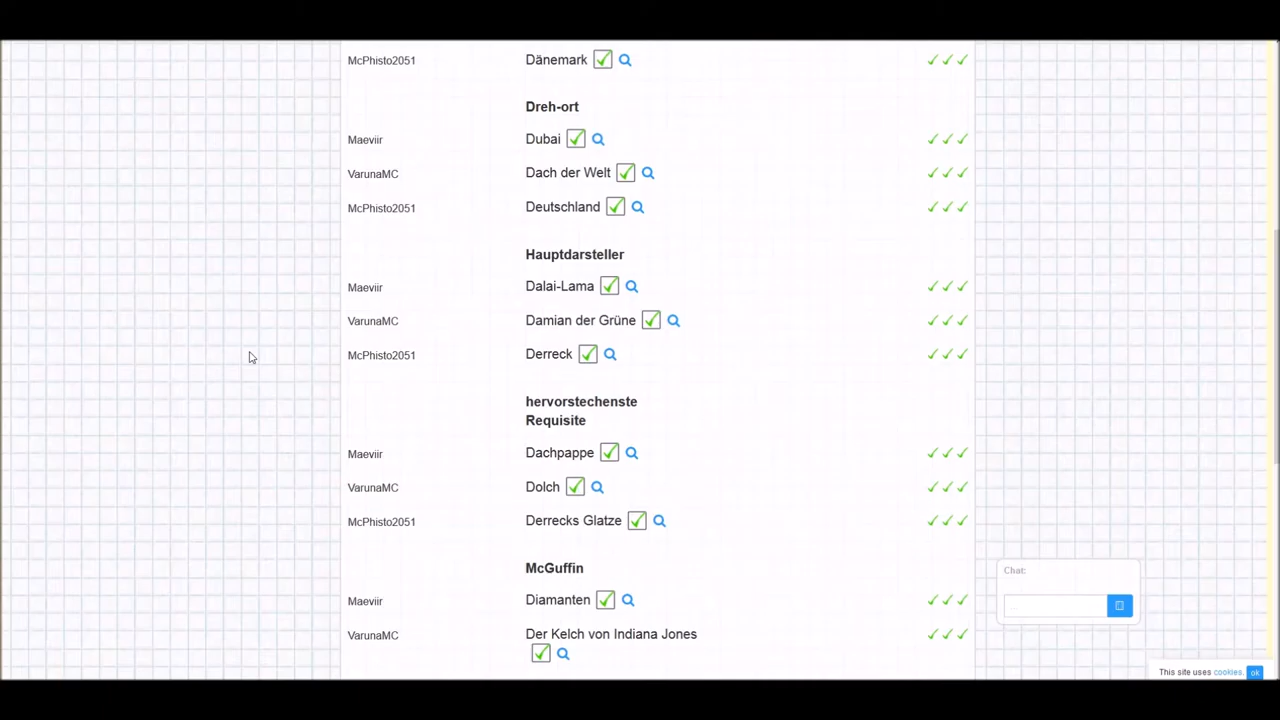 McPhisto2051 Dänemark
Dreh-ort
Maeviir Dubai
VarunaMC Dach der Welt
McPhisto2051 Deutschland
Hauptdarsteller
Maeviir Dalai-Lama
VarunaMC Damian der Grüne
McPhisto2051 Derreck
hervorstechenste
Requisite
Maeviir Dachpappe
VarunaMC Dolch
McPhisto2051 Derrecks Glatze
McGuffin
Maeviir Diamanten
VarunaMC Der Kelch von Indiana Jones
Chat:
This site uses cookies. ok